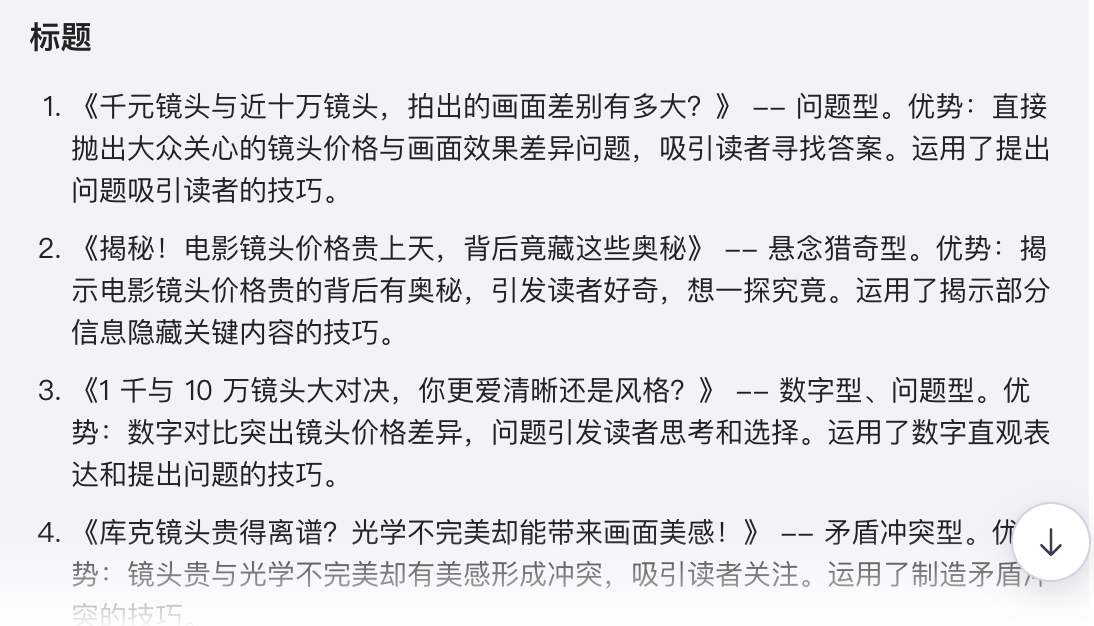 标题
1. 《千元镜头与近十万镜头，拍出的画面差别有多大？》 -- 问题型。优势：直接
抛出大众关心的镜头价格与画面效果差异问题，吸引读者寻找答案。运用了提出
问题吸引读者的技巧。
2. 《揭秘！电影镜头价格贵上天，背后竟藏这些奥秘》 -- 悬念猎奇型。优势：揭
示电影镜头价格贵的背后有奥秘，引发读者好奇，想一探究竟。运用了揭示部分
信息隐藏关键内容的技巧。
3. 《1 千与 10 万镜头大对决，你更爱清晰还是风格？》 -- 数字型、问题型。优
势：数字对比突出镜头价格差异，问题引发读者思考和选择。运用了数字直观表
达和提出问题的技巧。
4. 《库克镜头贵得离谱？光学不完美却能带来画面美感！》 -- 矛盾冲突型。优
势：镜头贵与光学不完美却有美感形成冲突，吸引读者关注。运用了制造矛盾冲
突的技巧。